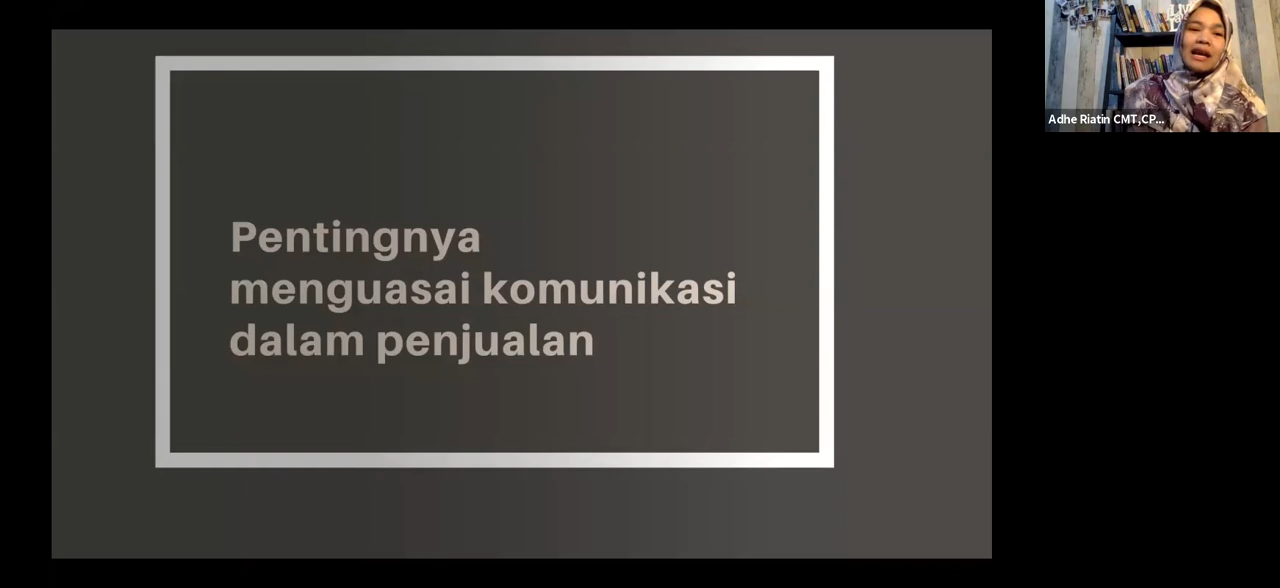 Pentingnya
menguasai komunikasi
dalam penjualan
Adhe Riatin CMT,CP...